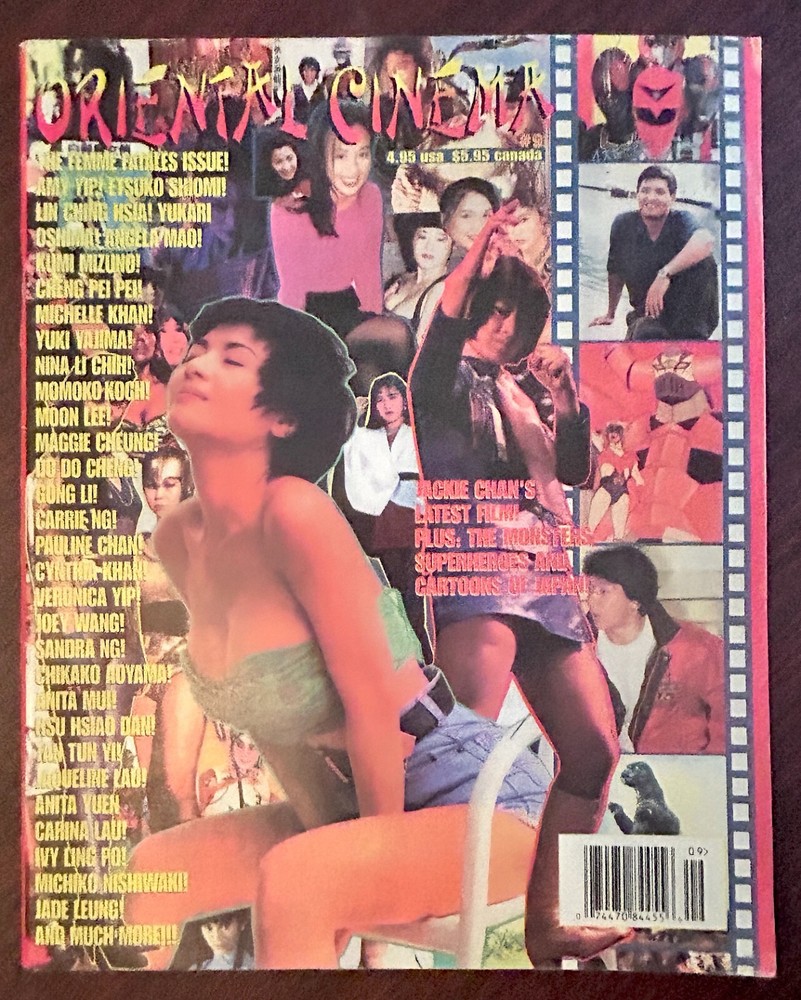 ORIENTAL CINEMA
#9
4.95 usa $5.95 canada
THE FEMME FATALES ISSUE!
AMY YIP! ETSUKO SHIOMI!
LIN CHING HSIA! YUKARI
OSHIMA! ANGELA MAO!
KUMI MIZUNO!
CHENG PEI PEI!
MICHELLE KHAN!
YUKI YAJIMA!
NINA LI CHIH!
MOMOKO KOCHI!
MOON LEE!
MAGGIE CHEUNG!
DO DO CHENG!
GONG LI!
CARRIE NG!
PAULINE CHAN!
CYNTHIA KHAN!
VERONICA YIP!
JOEY WANG!
SANDRA NG!
CHIKAKO AOYAMA!
ANITA MUI!
HSU HSIAO DAN!
YAN TUN YI!
JAQUELINE LAU!
ANITA YUEN
CARINA LAU!
IVY LING PO!
MICHIKO NISHIWAKI!
JADE LEUNG!
AND MUCH MORE!!!
JACKIE CHAN'S
LATEST FILM!
PLUS: THE MONSTERS,
SUPERHEROES AND
CARTOONS OF JAPAN!
09>
0 74470 84455 6